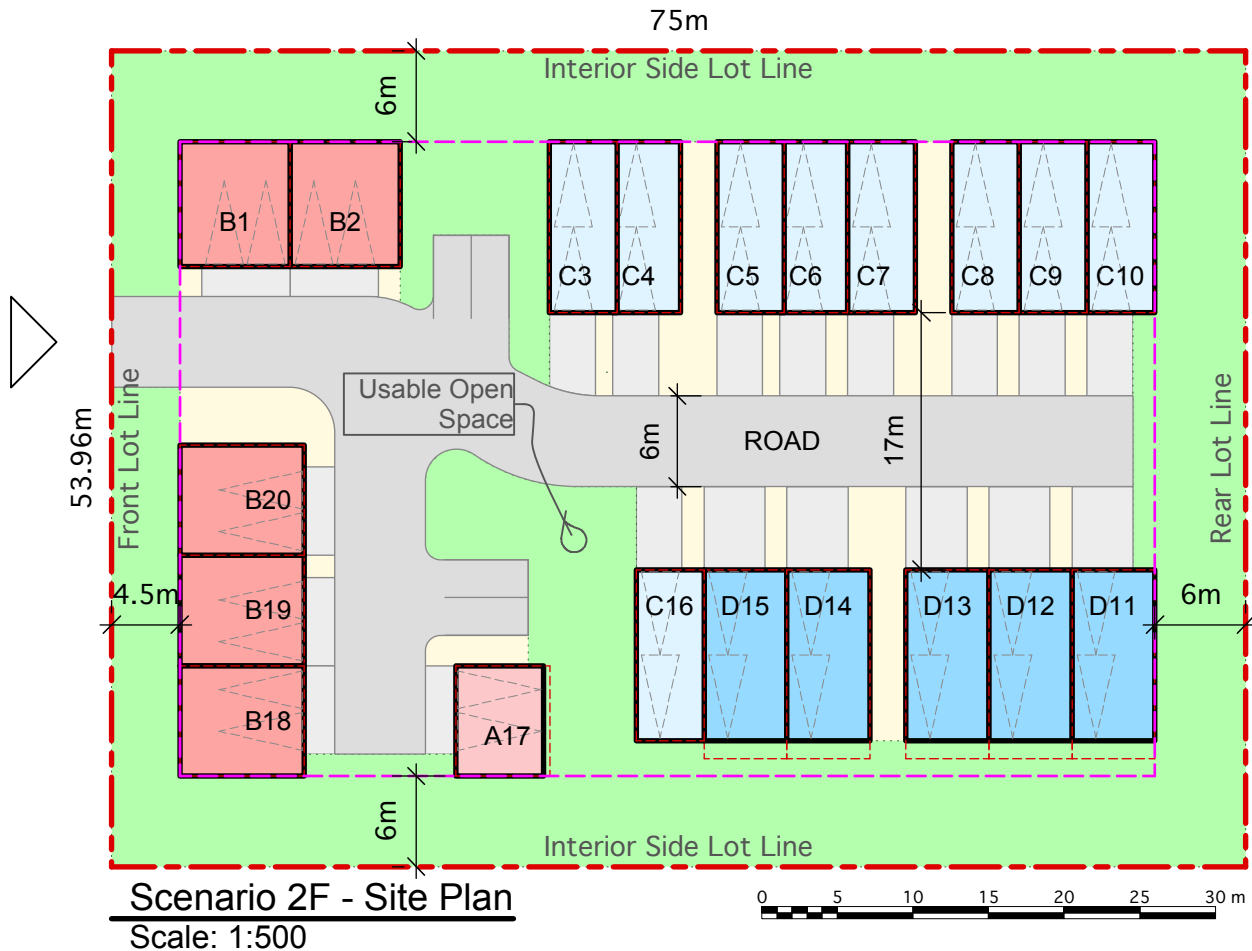 75m
Interior Side Lot Line
6m
B1
B2
C3
C4
C5
C6
C7
C8
C9
C10
Usable Open
Space
53.96m
Front Lot Line
6m
ROAD
17m
Rear Lot Line
B20
4.5m
B19
C16
D15
D14
D13
D12
D11
6m
B18
A17
6m
Interior Side Lot Line
Scenario 2F - Site Plan
Scale: 1:500
0 5 10 15 20 25 30 m